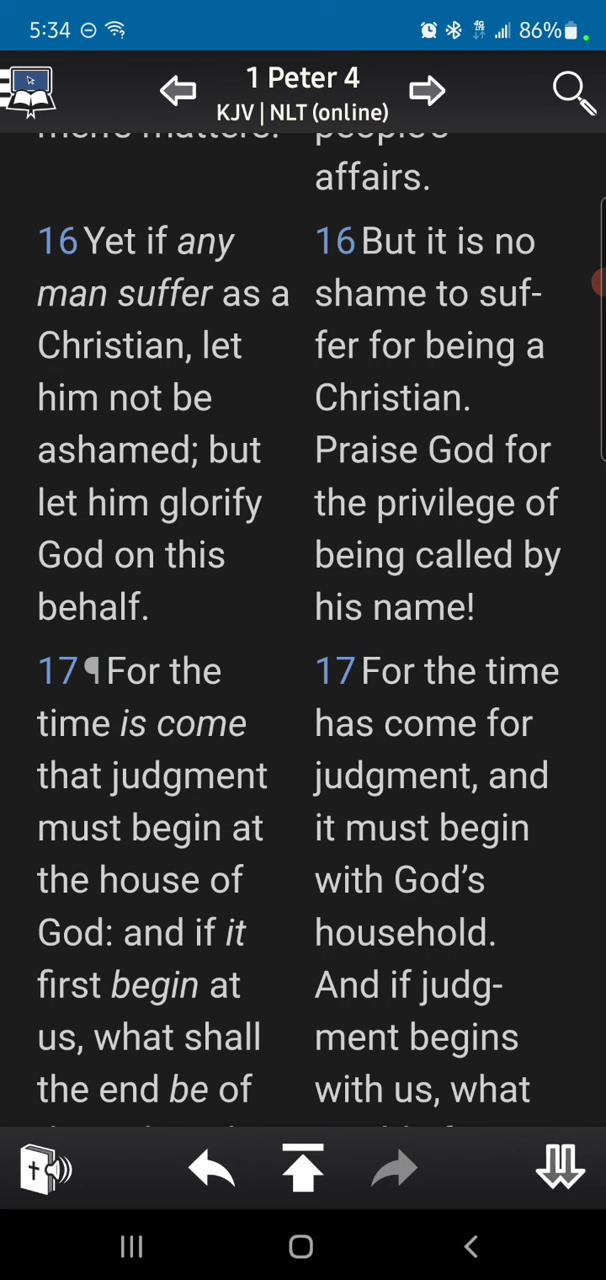 5:34
4G
86%
1 Peter 4
KJV | NLT (online)
men's matters.
people's
affairs.
16 Yet if any
man suffer as a
Christian, let
him not be
ashamed; but
let him glorify
God on this
behalf.
17 ¶ For the
time is come
that judgment
must begin at
the house of
God: and if it
first begin at
us, what shall
the end be of
16 But it is no
shame to suf-
fer for being a
Christian.
Praise God for
the privilege of
being called by
his name!
17 For the time
has come for
judgment, and
it must begin
with God’s
household.
And if judg-
ment begins
with us, what